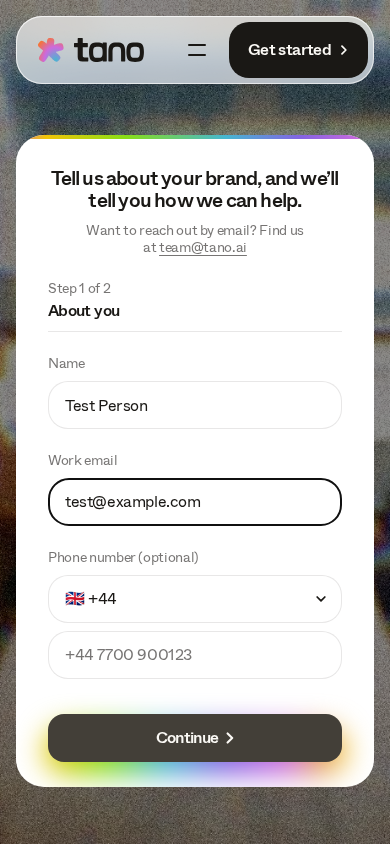 tano
Get started
Tell us about your brand, and we'll
tell you how we can help.
Want to reach out by email? Find us
at team@tano.ai
Step 1 of 2
About you
Name
Test Person
Work email
test@example.com
Phone number (optional)
🇬🇧 +44
+44 7700 900123
Continue